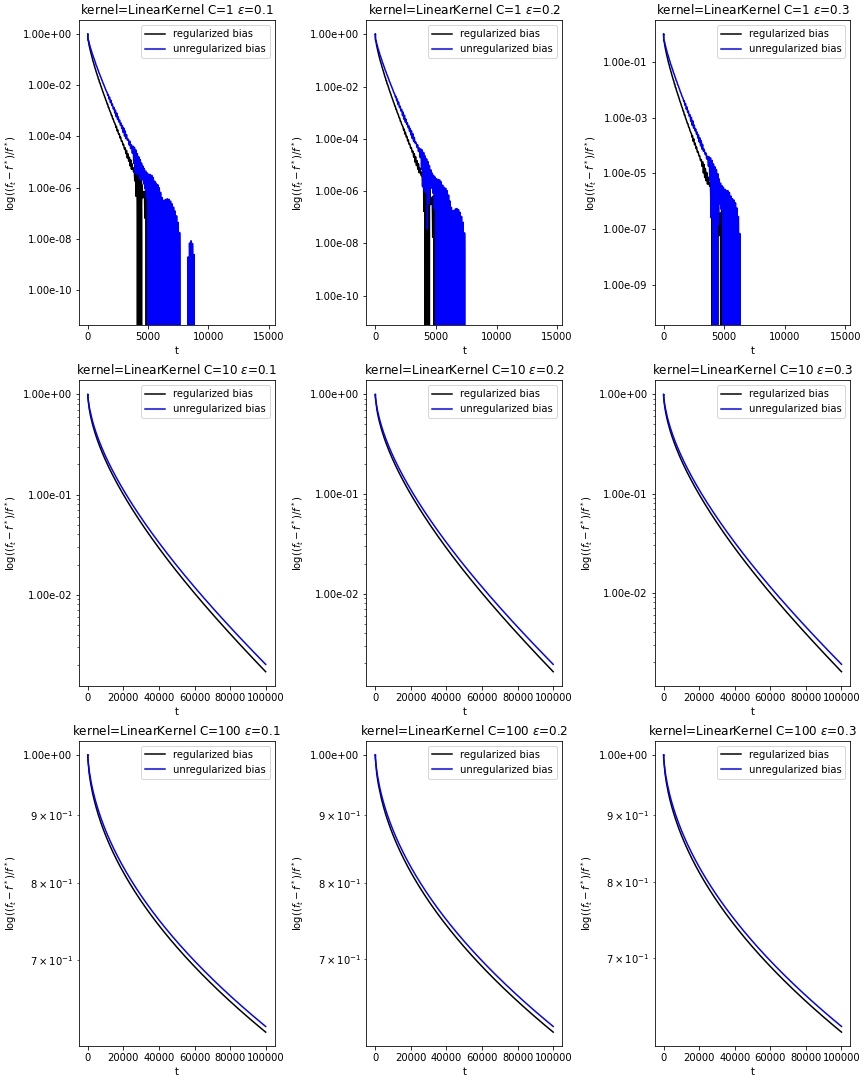 kernel=LinearKernel C=1 ε=0.1
1.00e+00
1.00e-02
1.00e-04
1.00e-06
1.00e-08
1.00e-10
log((f_t − f^*)/f^*)
regularized bias
unregularized bias
0 5000 10000 15000
t
kernel=LinearKernel C=1 ε=0.2
1.00e+00
1.00e-02
1.00e-04
1.00e-06
1.00e-08
1.00e-10
log((f_t − f^*)/f^*)
regularized bias
unregularized bias
0 5000 10000 15000
t
kernel=LinearKernel C=1 ε=0.3
1.00e-01
1.00e-03
1.00e-05
1.00e-07
1.00e-09
log((f_t − f^*)/f^*)
regularized bias
unregularized bias
0 5000 10000 15000
t
kernel=LinearKernel C=10 ε=0.1
1.00e+00
1.00e-01
1.00e-02
log((f_t − f^*)/f^*)
regularized bias
unregularized bias
0 20000 40000 60000 80000 100000
t
kernel=LinearKernel C=10 ε=0.2
1.00e+00
1.00e-01
1.00e-02
log((f_t − f^*)/f^*)
regularized bias
unregularized bias
0 20000 40000 60000 80000 100000
t
kernel=LinearKernel C=10 ε=0.3
1.00e+00
1.00e-01
1.00e-02
log((f_t − f^*)/f^*)
regularized bias
unregularized bias
0 20000 40000 60000 80000 100000
t
kernel=LinearKernel C=100 ε=0.1
1.00e+00
9 × 10⁻¹
8 × 10⁻¹
7 × 10⁻¹
log((f_t − f^*)/f^*)
regularized bias
unregularized bias
0 20000 40000 60000 80000 100000
t
kernel=LinearKernel C=100 ε=0.2
1.00e+00
9 × 10⁻¹
8 × 10⁻¹
7 × 10⁻¹
log((f_t − f^*)/f^*)
regularized bias
unregularized bias
0 20000 40000 60000 80000 100000
t
kernel=LinearKernel C=100 ε=0.3
1.00e+00
9 × 10⁻¹
8 × 10⁻¹
7 × 10⁻¹
log((f_t − f^*)/f^*)
regularized bias
unregularized bias
0 20000 40000 60000 80000 100000
t